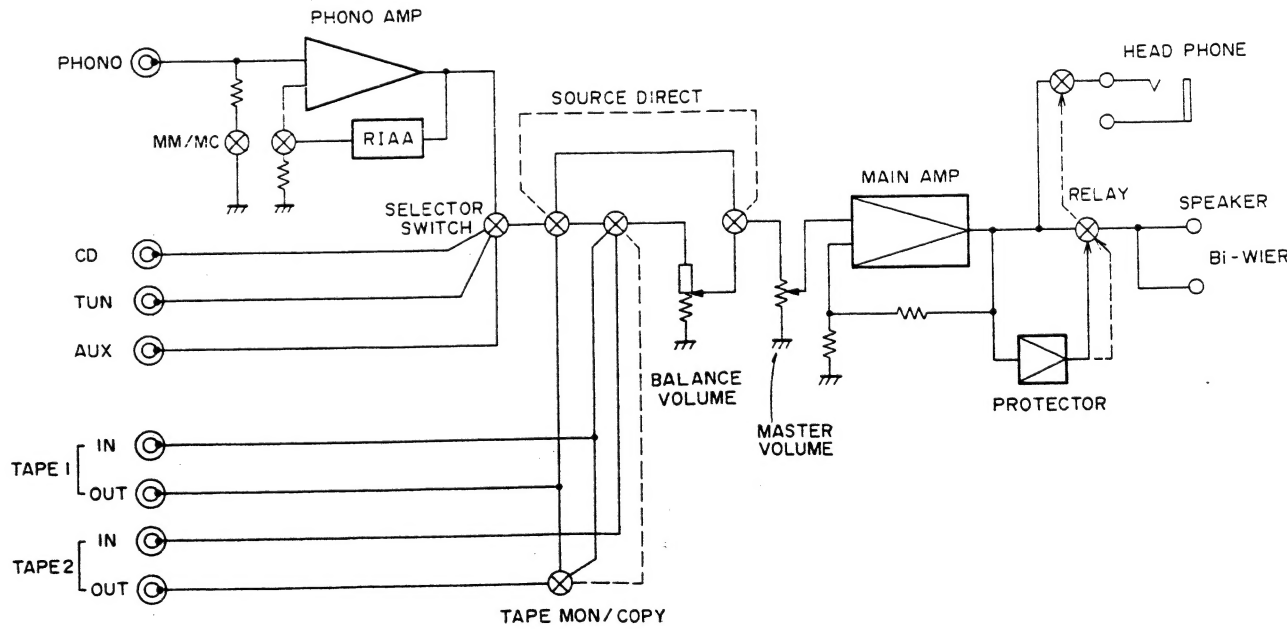 PHONO AMP
PHONO
MM/MC
RIAA
SOURCE DIRECT
HEAD PHONE
SELECTOR
SWITCH
MAIN AMP
RELAY
SPEAKER
Bi-WIER
CD
TUN
AUX
BALANCE
VOLUME
MASTER
VOLUME
PROTECTOR
TAPE 1
IN
OUT
TAPE 2
IN
OUT
TAPE MON/COPY